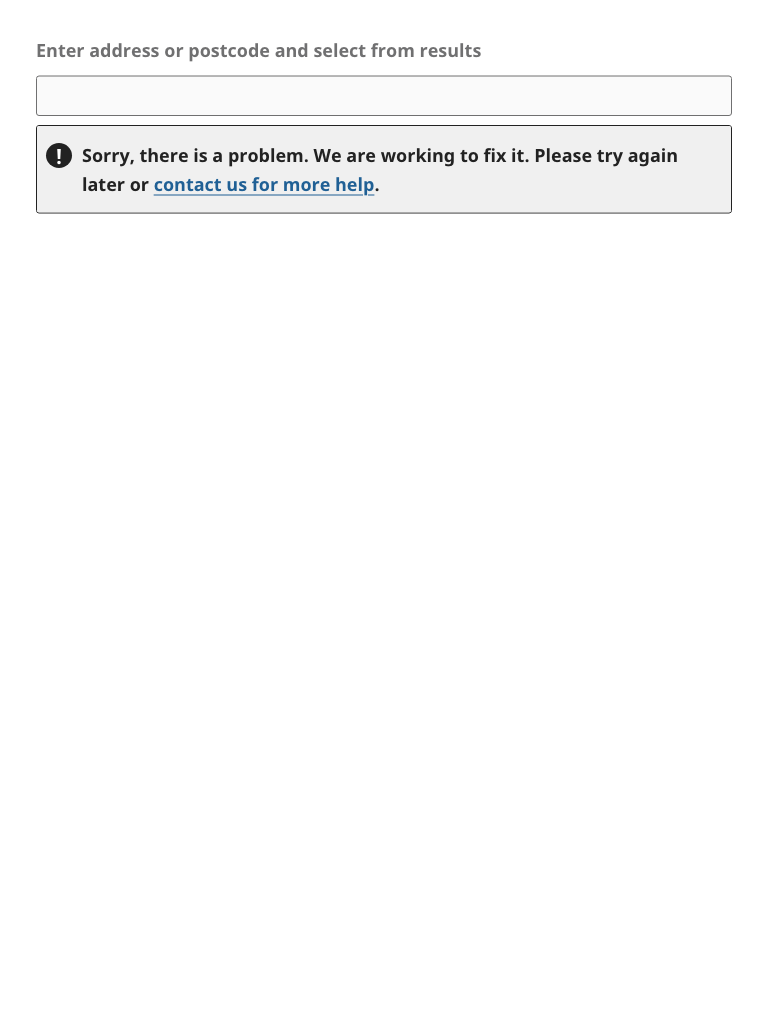 Enter address or postcode and select from results
Sorry, there is a problem. We are working to fix it. Please try again
later or contact us for more help.